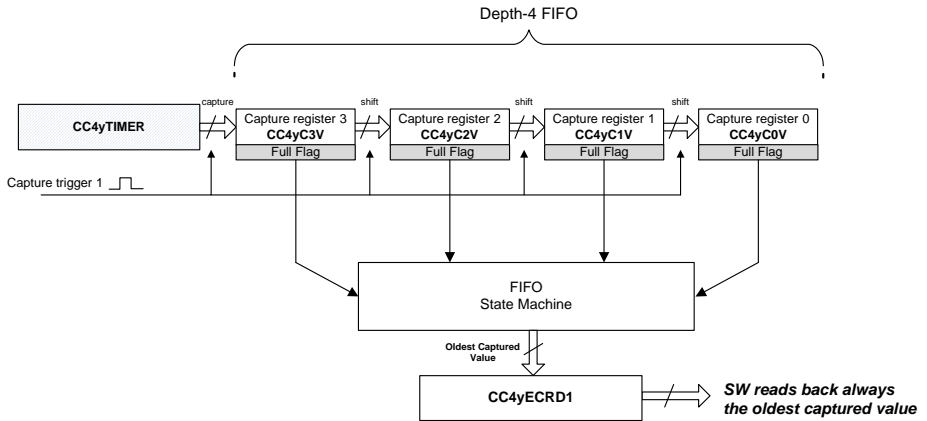 Depth-4 FIFO
capture
shift
shift
shift
CC4yTIMER
Capture register 3
CC4yC3V
Full Flag
Capture register 2
CC4yC2V
Full Flag
Capture register 1
CC4yC1V
Full Flag
Capture register 0
CC4yC0V
Full Flag
Capture trigger 1
FIFO
State Machine
Oldest Captured
Value
CC4yECRD1
SW reads back always
the oldest captured value